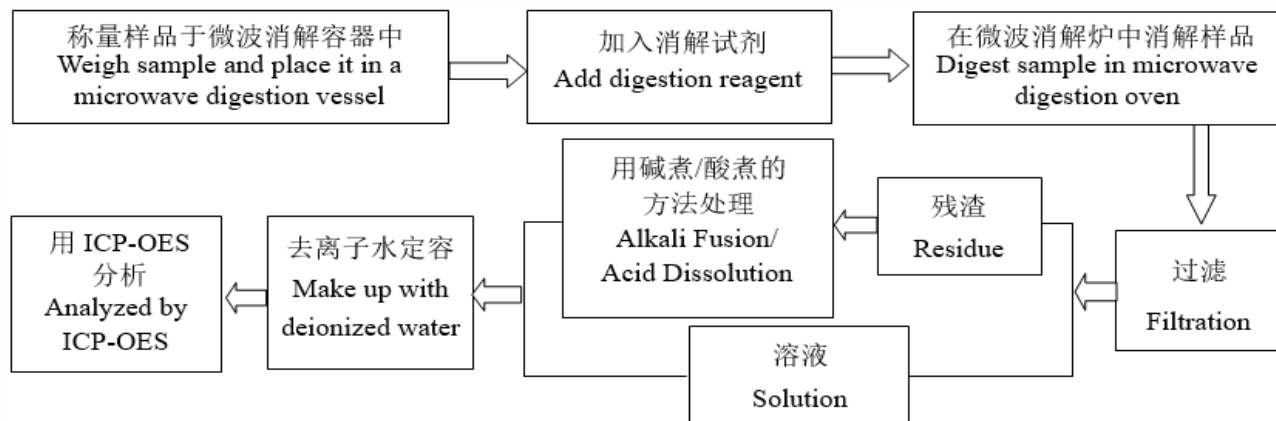 称量样品于微波消解容器中
Weigh sample and place it in a
microwave digestion vessel
加入消解试剂
Add digestion reagent
在微波消解炉中消解样品
Digest sample in microwave
digestion oven
过滤
Filtration
残渣
Residue
用碱煮/酸煮的
方法处理
Alkali Fusion/
Acid Dissolution
溶液
Solution
去离子水定容
Make up with
deionized water
用 ICP-OES
分析
Analyzed by
ICP-OES